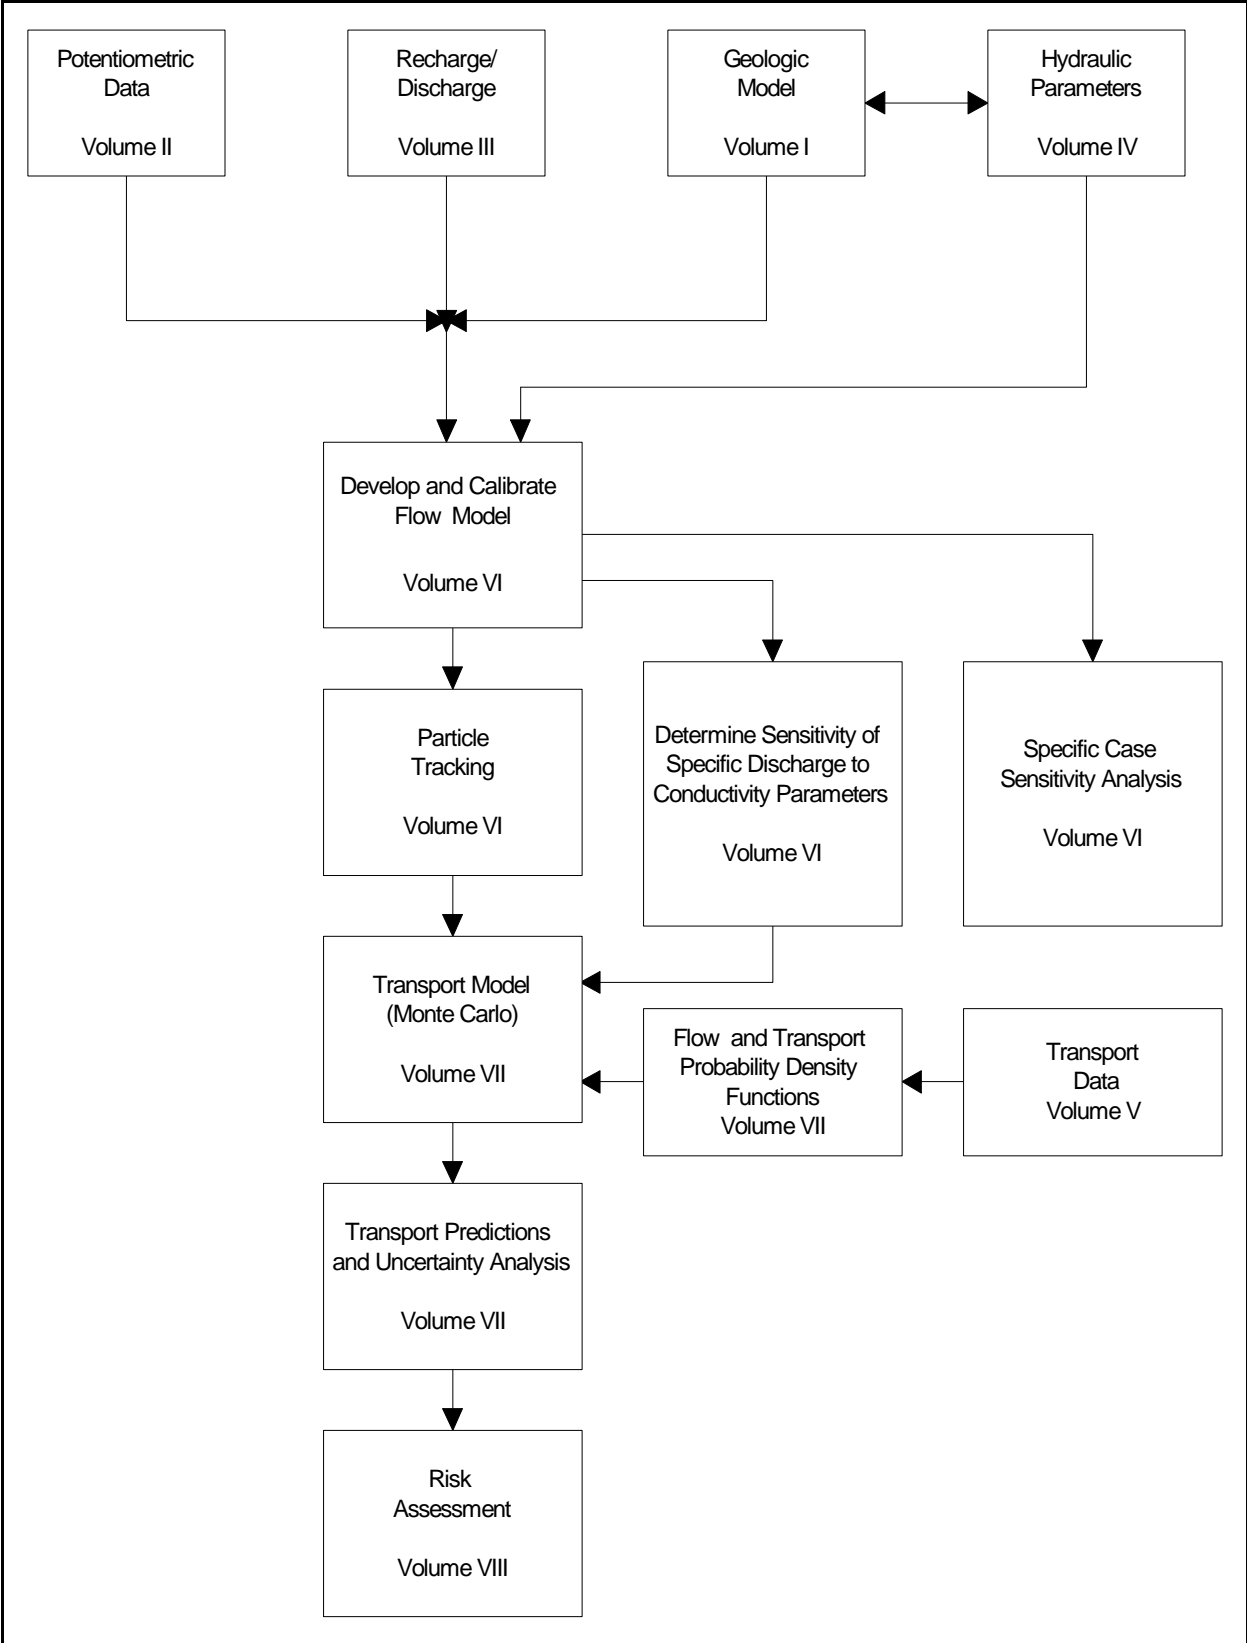 Potentiometric
Data
Volume II
Recharge/
Discharge
Volume III
Geologic
Model
Volume I
Hydraulic
Parameters
Volume IV
Develop and Calibrate
Flow Model
Volume VI
Particle
Tracking
Volume VI
Determine Sensitivity of
Specific Discharge to
Conductivity Parameters
Volume VI
Specific Case
Sensitivity Analysis
Volume VI
Transport Model
(Monte Carlo)
Volume VII
Flow and Transport
Probability Density
Functions
Volume VII
Transport
Data
Volume V
Transport Predictions
and Uncertainty Analysis
Volume VII
Risk
Assessment
Volume VIII